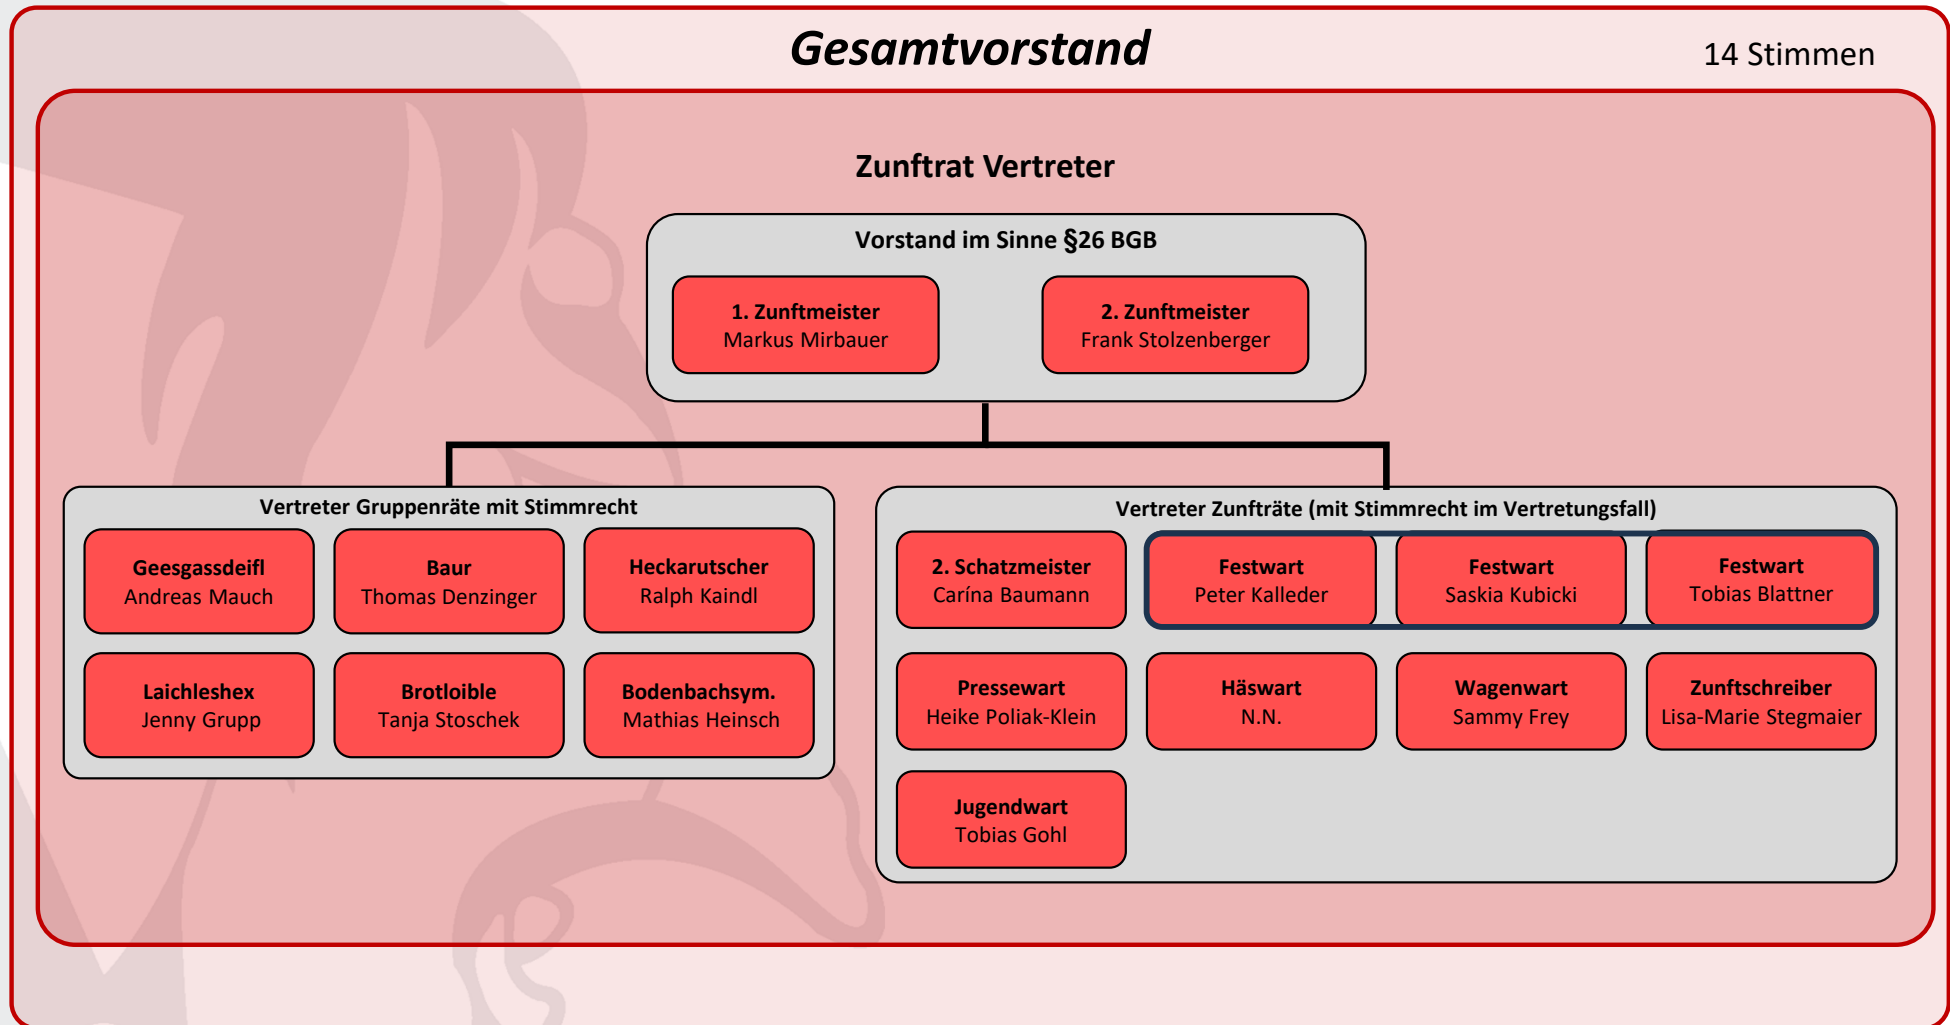 Gesamtvorstand
14 Stimmen
Zunftrat Vertreter
Vorstand im Sinne §26 BGB
1. Zunftmeister
Markus Mirbauer
2. Zunftmeister
Frank Stolzenberger
Vertreter Gruppenräte mit Stimmrecht
Geesgassdeifl
Andreas Mauch
Baur
Thomas Denzinger
Heckarutscher
Ralph Kaindl
Laichleshex
Jenny Grupp
Brotloible
Tanja Stoschek
Bodenbachsym.
Mathias Heinsch
Vertreter Zunfträte (mit Stimmrecht im Vertretungsfall)
2. Schatzmeister
Carína Baumann
Festwart
Peter Kalleder
Festwart
Saskia Kubicki
Festwart
Tobias Blattner
Pressewart
Heike Poliak-Klein
Häswart
N.N.
Wagenwart
Sammy Frey
Zunftschreiber
Lisa-Marie Stegmaier
Jugendwart
Tobias Gohl